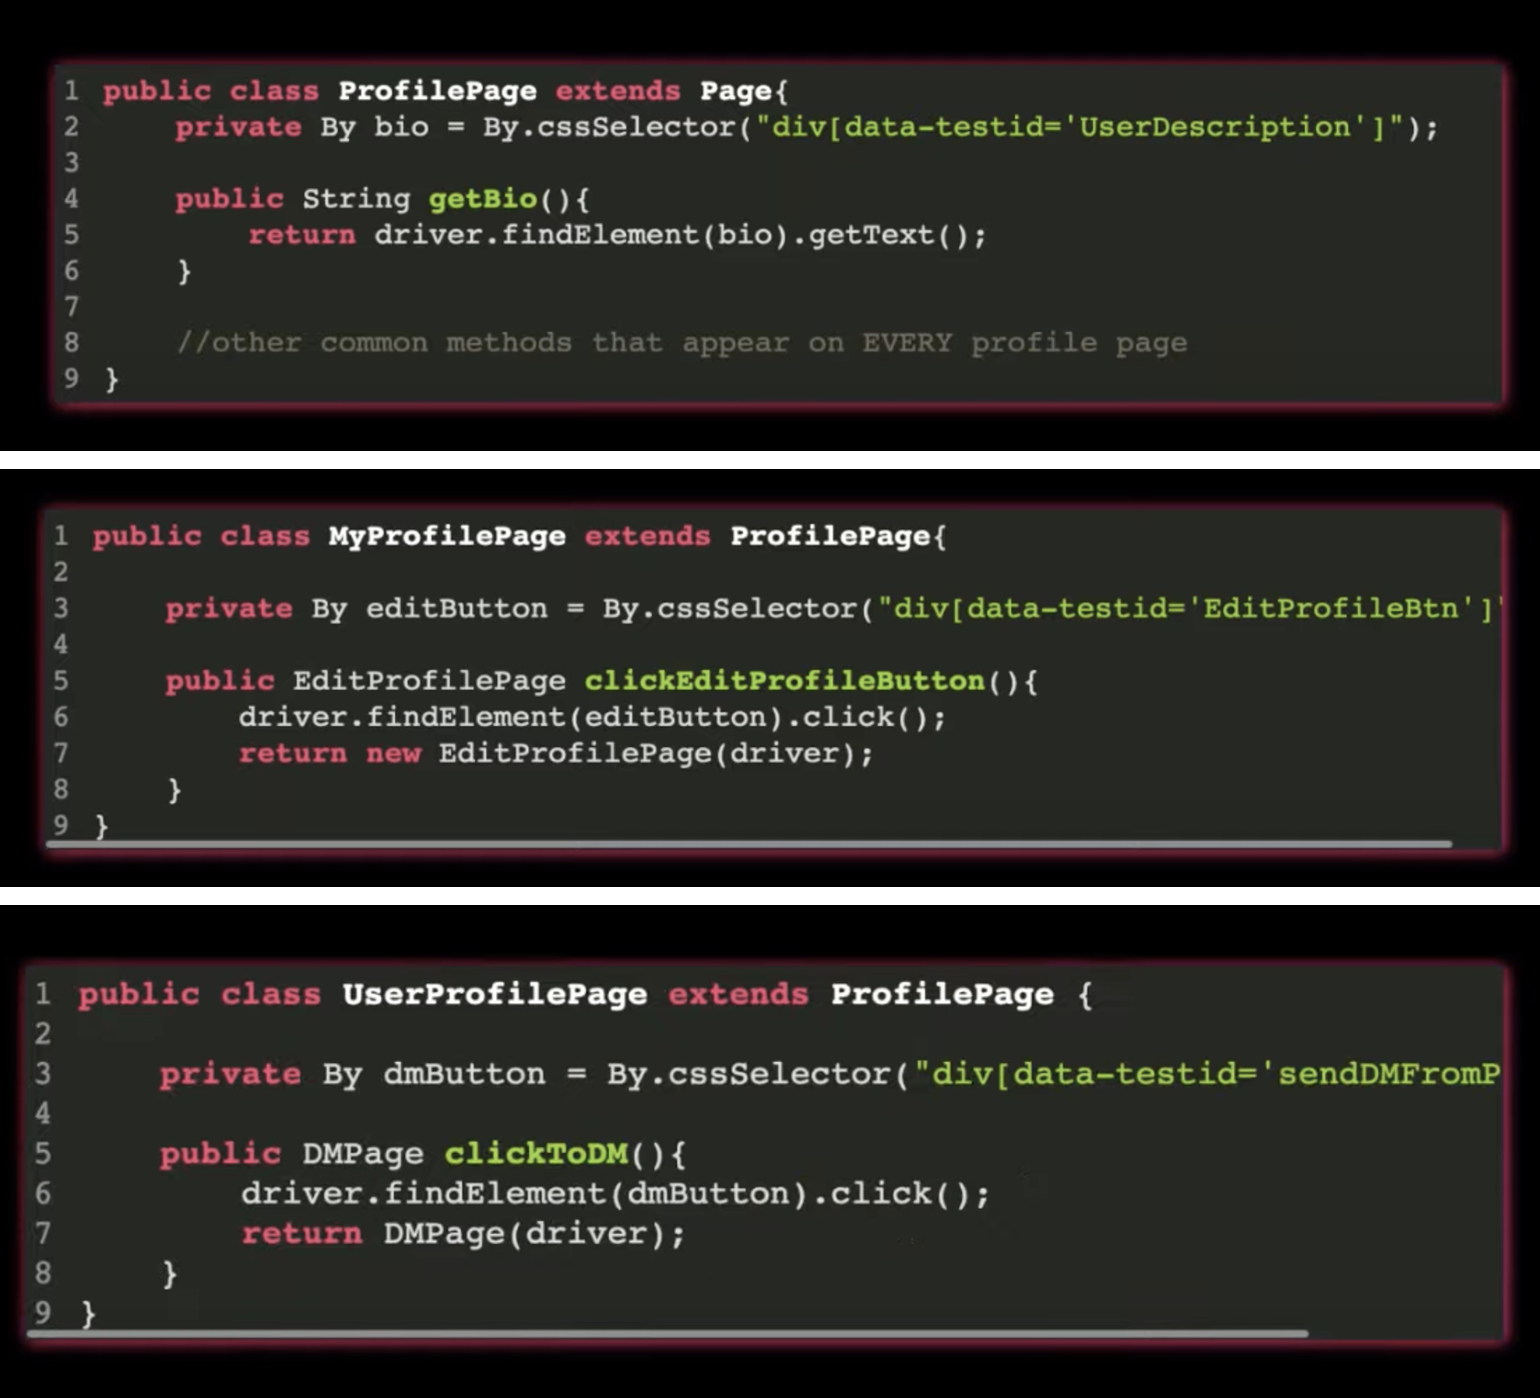 1 public class ProfilePage extends Page{
2     private By bio = By.cssSelector("div[data-testid='UserDescription']");
3
4     public String getBio(){
5         return driver.findElement(bio).getText();
6     }
7
8     //other common methods that appear on EVERY profile page
9 }
1 public class MyProfilePage extends ProfilePage{
2
3     private By editButton = By.cssSelector("div[data-testid='EditProfileBtn']"
4
5     public EditProfilePage clickEditProfileButton(){
6         driver.findElement(editButton).click();
7         return new EditProfilePage(driver);
8     }
9 }
1 public class UserProfilePage extends ProfilePage {
2
3     private By dmButton = By.cssSelector("div[data-testid='sendDMFromP
4
5     public DMPage clickToDM(){
6         driver.findElement(dmButton).click();
7         return DMPage(driver);
8     }
9 }